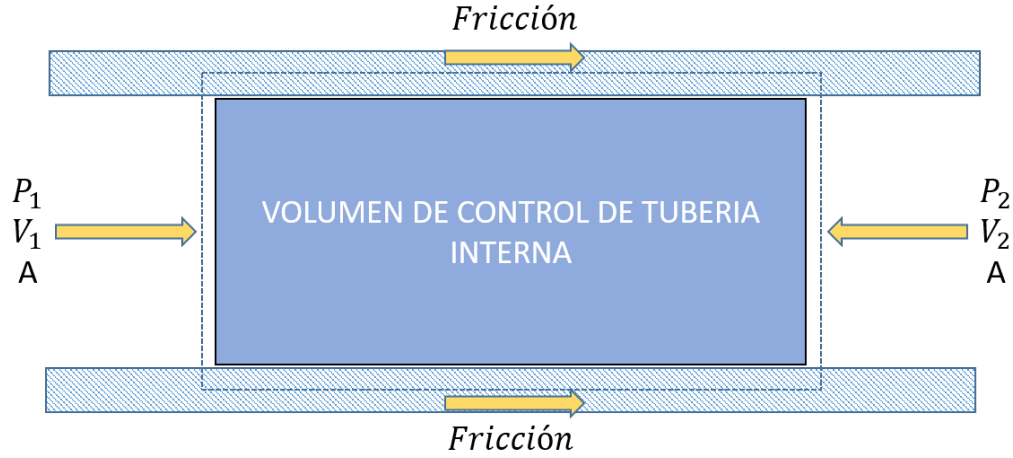 Fricción
P₁
V₁
A
VOLUMEN DE CONTROL DE TUBERIA
INTERNA
P₂
V₂
A
Fricción